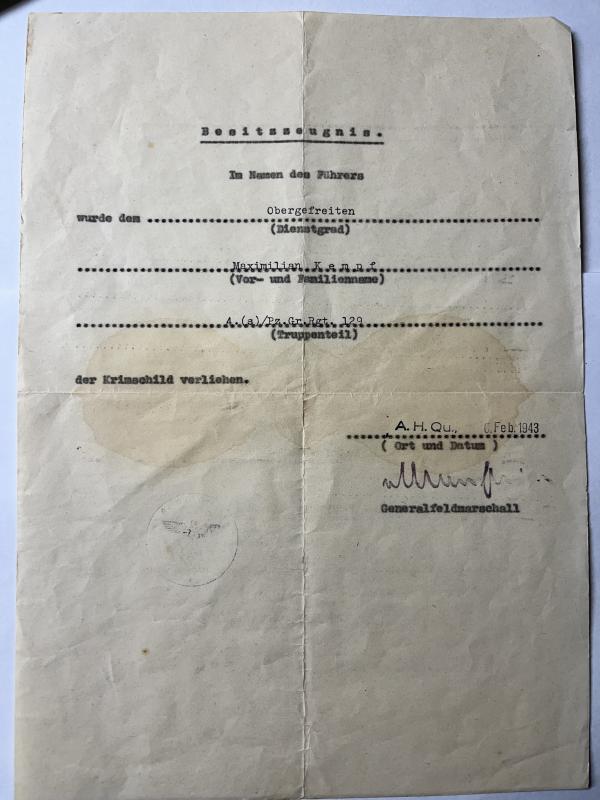 Besitzzeugnis.
Im Namen des Führers
wurde dem Obergefreiten
(Dienstgrad)
Maximilian Kempf
(Vor- und Familienname)
A.(a)/Pz.Gr.Rgt. 129
(Truppenteil)
der Krimschild verliehen.
, A. H. Qu., Feb. 1943
( Ort und Datum )
Generalfeldmarschall